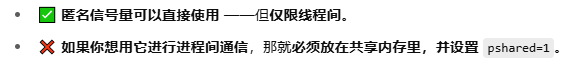 • ✅ 匿名信号量可以直接使用 ——但仅限线程间。
• ❌ 如果你想用它进行进程间通信，那就必须放在共享内存里，并设置 pshared=1 。